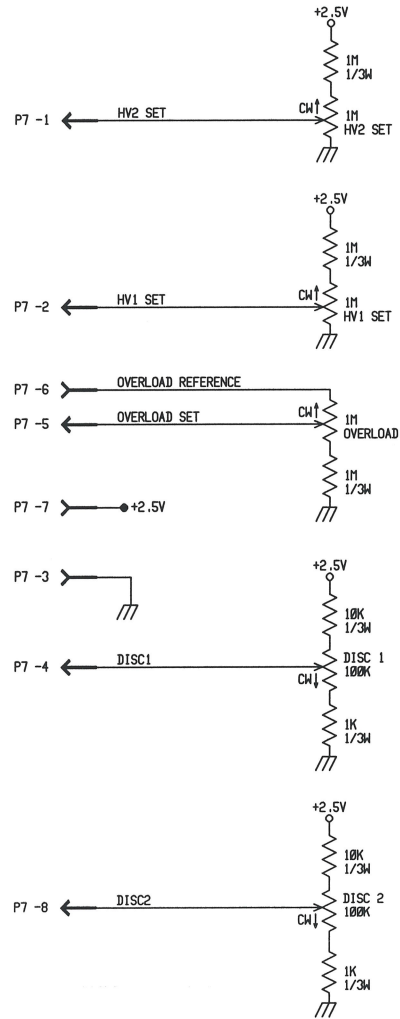 +2.5V
1M
1/3W
P7 -1
HV2 SET
CW
1M
HV2 SET
+2.5V
1M
1/3W
P7 -2
HV1 SET
CW
1M
HV1 SET
P7 -6
OVERLOAD REFERENCE
P7 -5
OVERLOAD SET
CW
1M
OVERLOAD
1M
1/3W
P7 -7
+2.5V
P7 -3
+2.5V
10K
1/3W
P7 -4
DISC1
DISC 1
100K
CW
1K
1/3W
+2.5V
10K
1/3W
P7 -8
DISC2
DISC 2
100K
CW
1K
1/3W